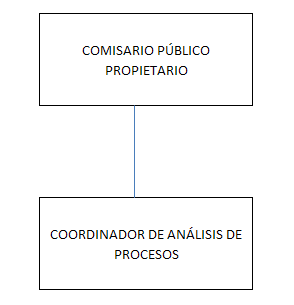 COMISARIO PÚBLICO
PROPIETARIO
COORDINADOR DE ANÁLISIS DE
PROCESOS